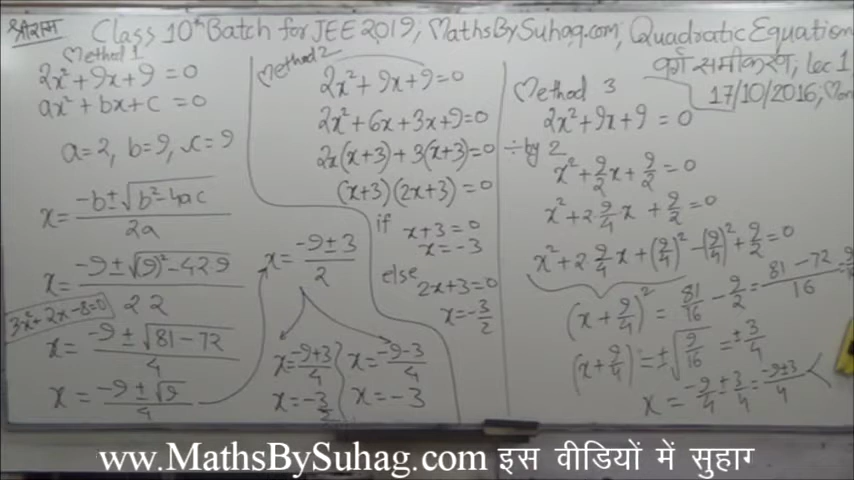 श्रीराम Class 10th Batch for JEE 2019, MathsBySuhag.com, Quadratic Equation
वर्ग समीकरण, Lec 1
17/10/2016, Mon
Method 1
2x² + 9x + 9 = 0
ax² + bx + c = 0
a=2, b=9, c=9
x = (-b ± √(b² - 4ac))/2a
x = (-9 ± √((9)² - 4·2·9))/(2·2)
3x² + 2x - 8 = 0
x = (-9 ± √(81 - 72))/4
x = (-9 ± √9)/4
x = (-9 ± 3)/2
x = (-9+3)/4
x = -3/2
x = (-9-3)/4
x = -3
Method 2
2x² + 9x + 9 = 0
2x² + 6x + 3x + 9 = 0
2x(x+3) + 3(x+3) = 0
(x+3)(2x+3) = 0
if x+3 = 0
x = -3
else 2x+3 = 0
x = -3/2
Method 3
2x² + 9x + 9 = 0
÷ by 2
x² + 9/2 x + 9/2 = 0
x² + 2·9/4 x + 9/2 = 0
x² + 2·9/4 x + (9/4)² - (9/4)² + 9/2 = 0
(x + 9/4)² = 81/16 - 9/2 = (81 - 72)/16 = 9
(x + 9/4) = ±√(9/16) = ±3/4
x = -9/4 ± 3/4 = (-9±3)/4
www.MathsBySuhag.com इस वीडियों में सुहाग